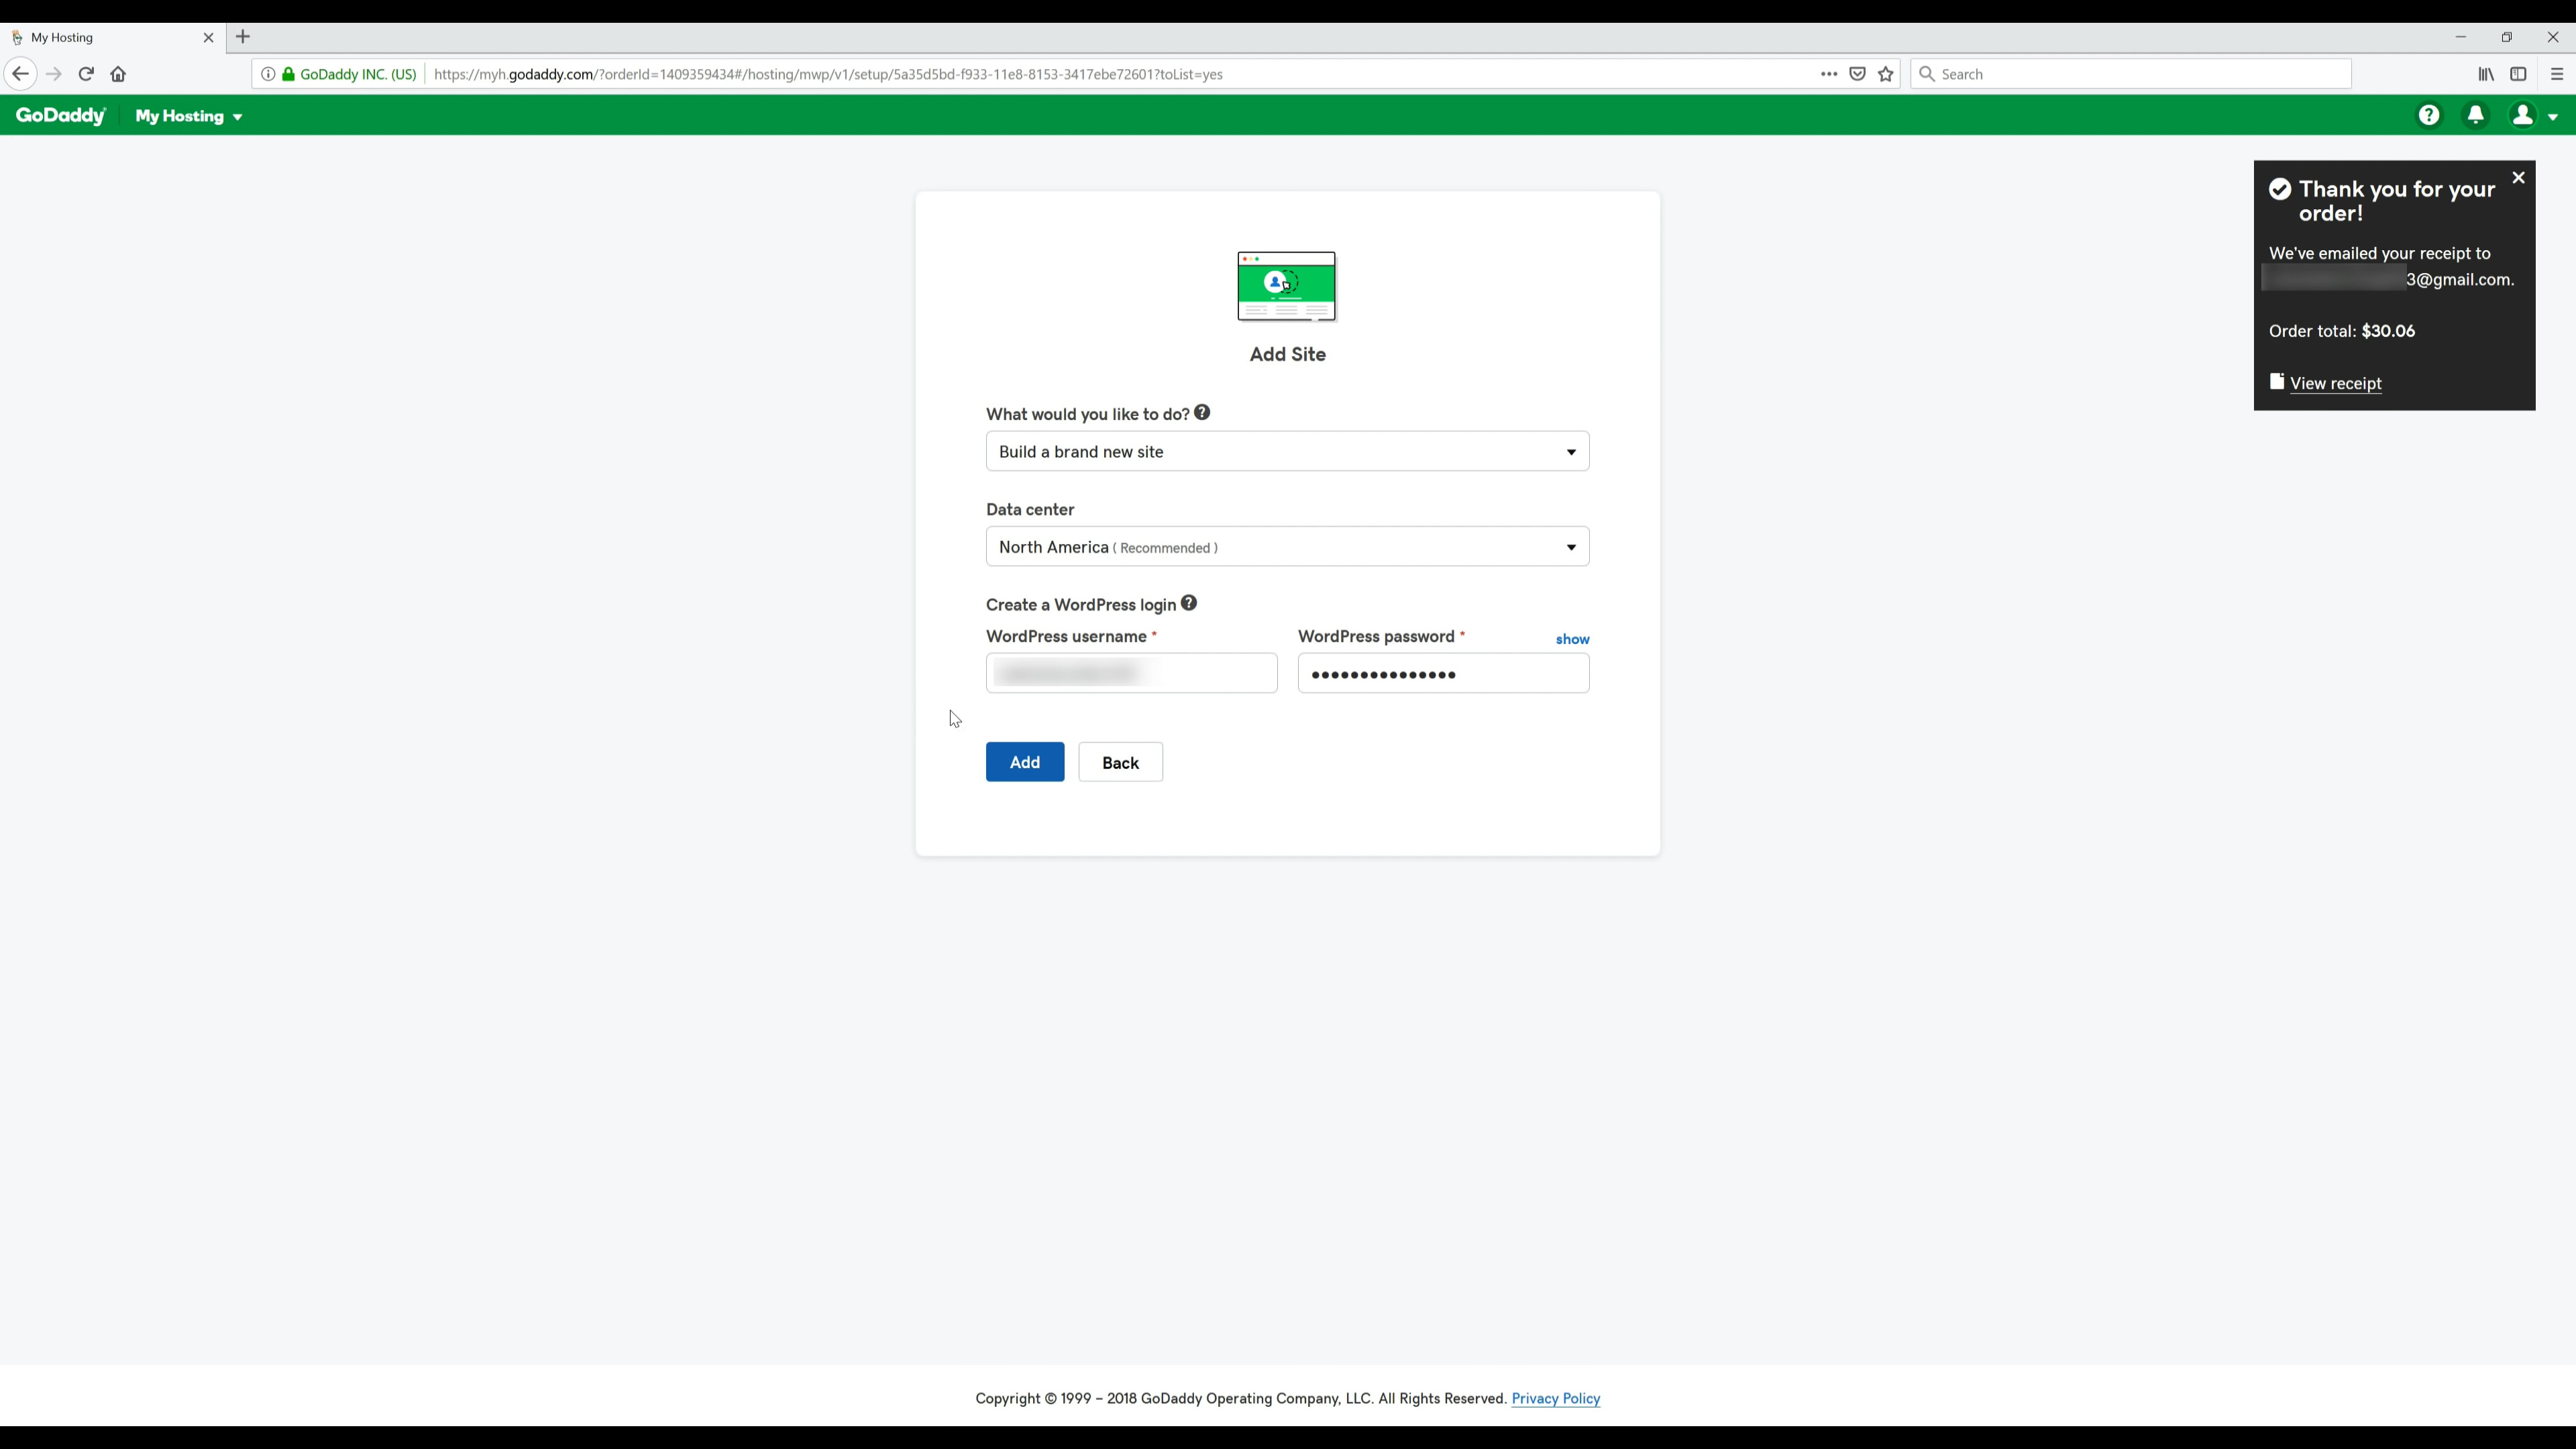 My Hosting
GoDaddy INC. (US)
https://myh.godaddy.com/?orderId=1409359434#/hosting/mwp/v1/setup/5a35d5bd-f933-11e8-8153-3417ebe72601?toList=yes
Search
GoDaddy
My Hosting
Thank you for your
order!
We've emailed your receipt to
3@gmail.com.
Order total: $30.06
View receipt
Add Site
What would you like to do?
Build a brand new site
Data center
North America ( Recommended )
Create a WordPress login
WordPress username *
WordPress password *
show
Add
Back
Copyright © 1999 – 2018 GoDaddy Operating Company, LLC. All Rights Reserved. Privacy Policy